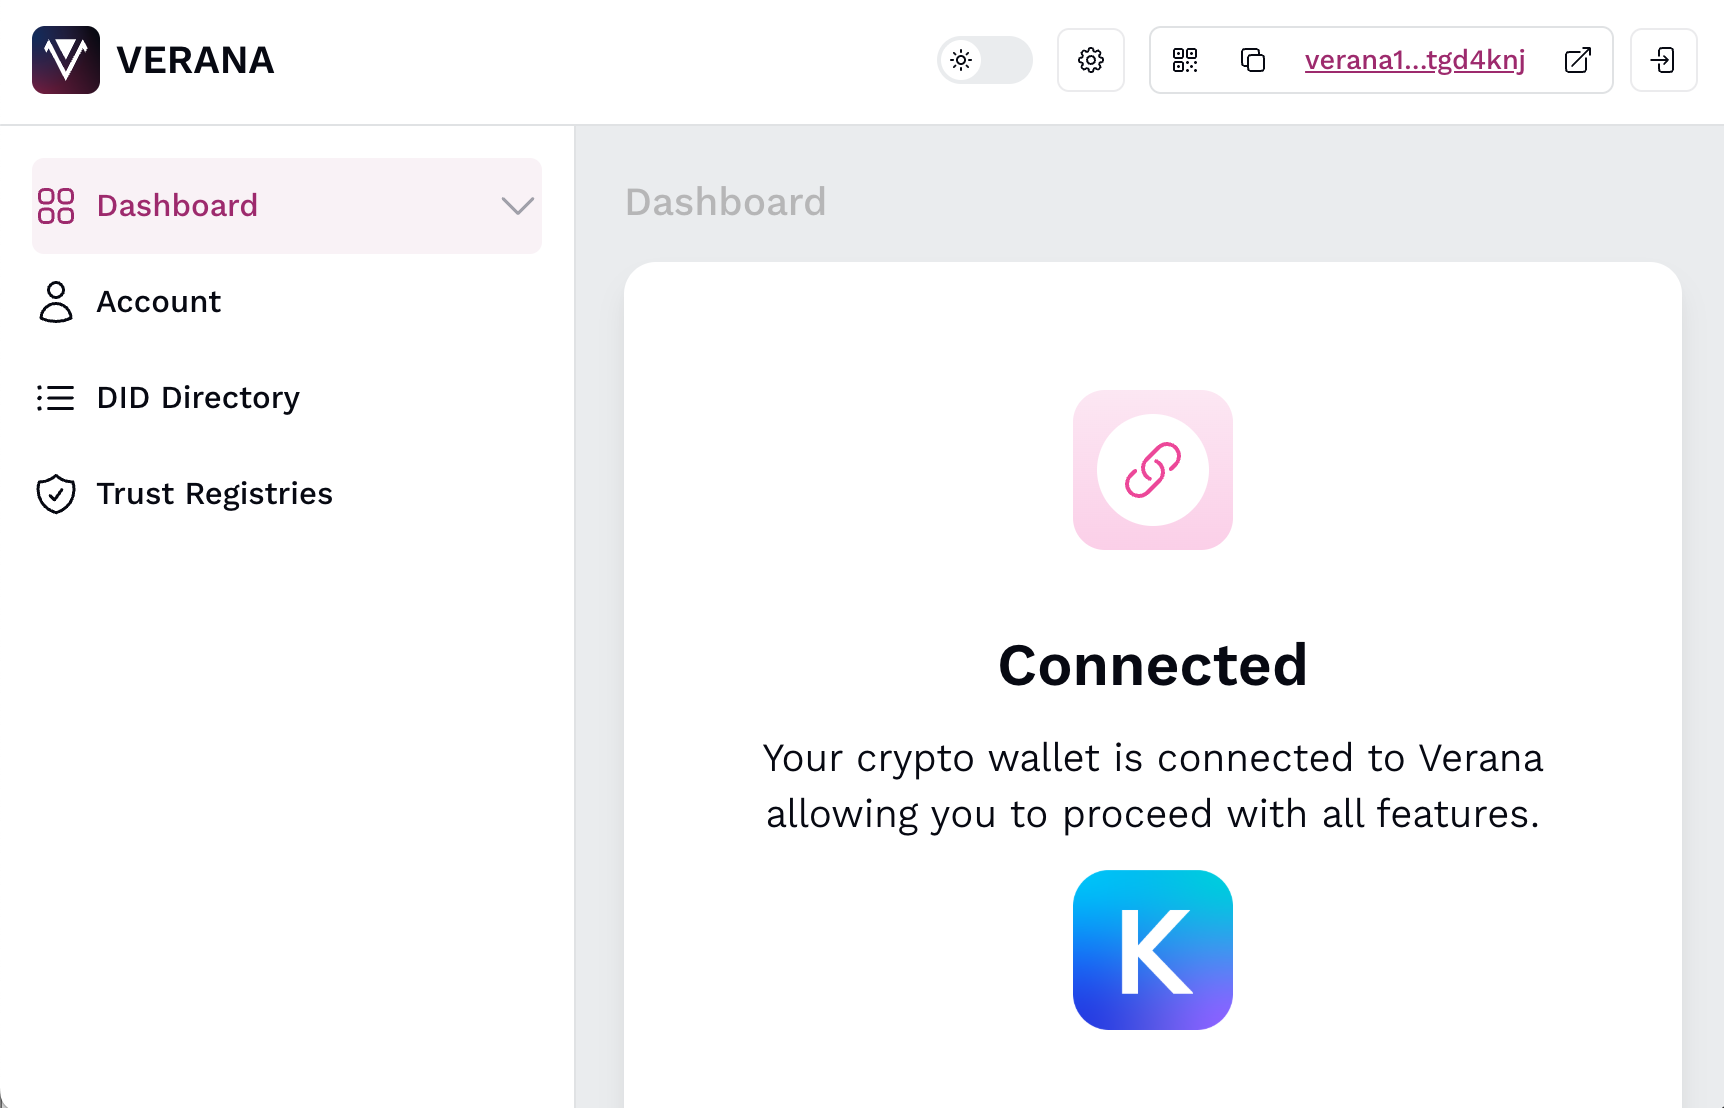 VERANA
verana1...tgd4knj
Dashboard
Account
DID Directory
Trust Registries
Dashboard
Connected
Your crypto wallet is connected to Verana
allowing you to proceed with all features.
K